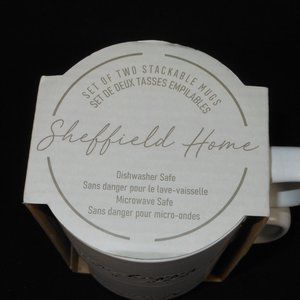 SET OF TWO STACKABLE MUGS
SET DE DEUX TASSES EMPILABLES
Sheffield Home
Dishwasher Safe
Sans danger pour le lave-vaisselle
Microwave Safe
Sans danger pour micro-ondes